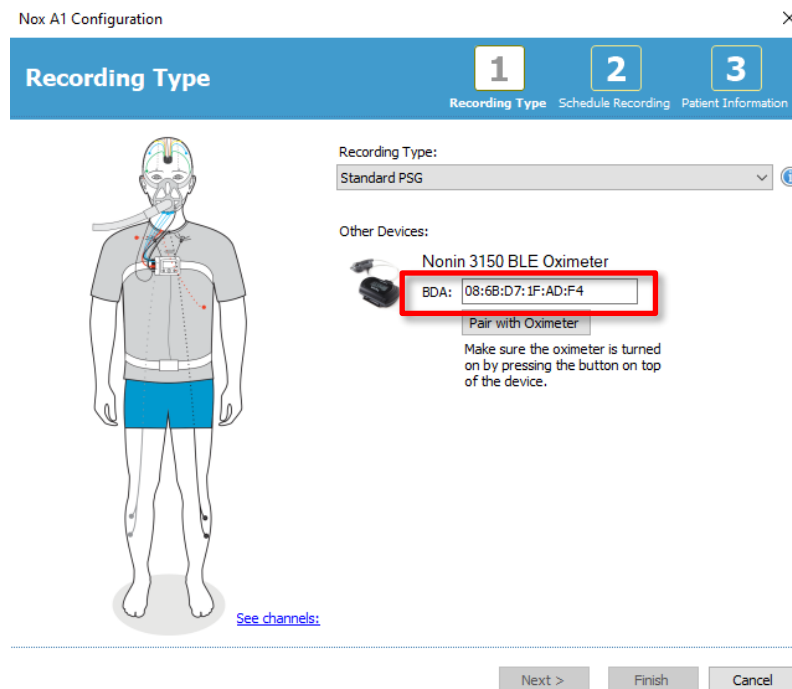 Nox A1 Configuration
Recording Type
1
Recording Type
2
Schedule Recording
3
Patient Information
Recording Type:
Standard PSG
Other Devices:
Nonin 3150 BLE Oximeter
BDA: 08:6B:D7:1F:AD:F4
Pair with Oximeter
Make sure the oximeter is turned
on by pressing the button on top
of the device.
See channels:
Next >
Finish
Cancel